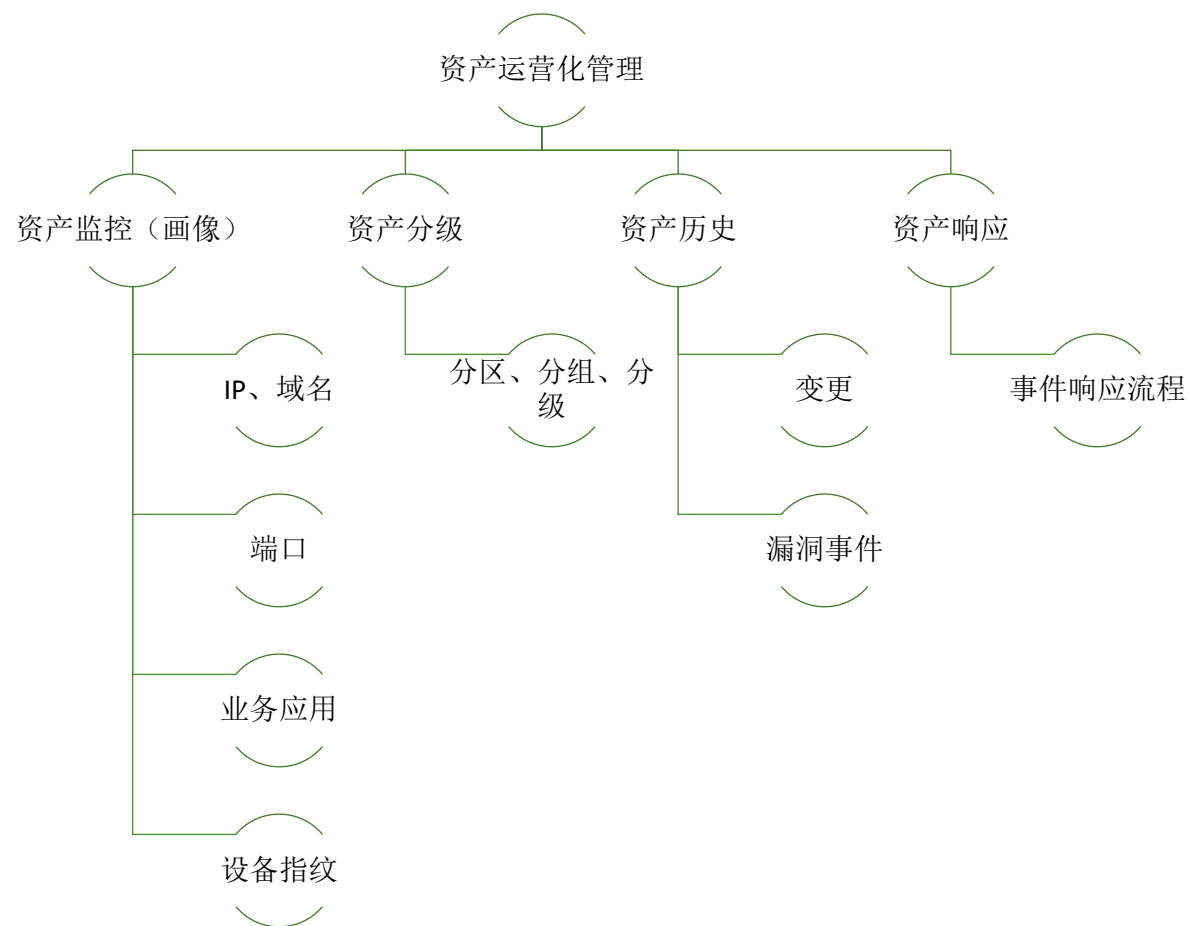 资产运营化管理
资产监控（画像）
资产分级
资产历史
资产响应
IP、域名
分区、分组、分
级
变更
事件响应流程
端口
漏洞事件
业务应用
设备指纹